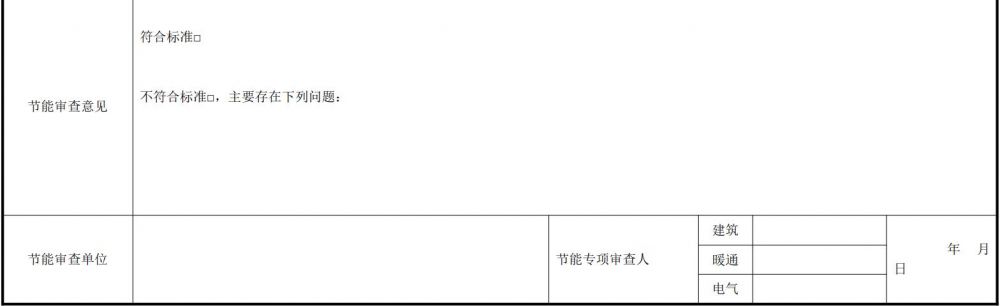 符合标准□
节能审查意见
不符合标准□，主要存在下列问题：
节能审查单位
节能专项审查人
建筑
暖通
电气
年 月
日